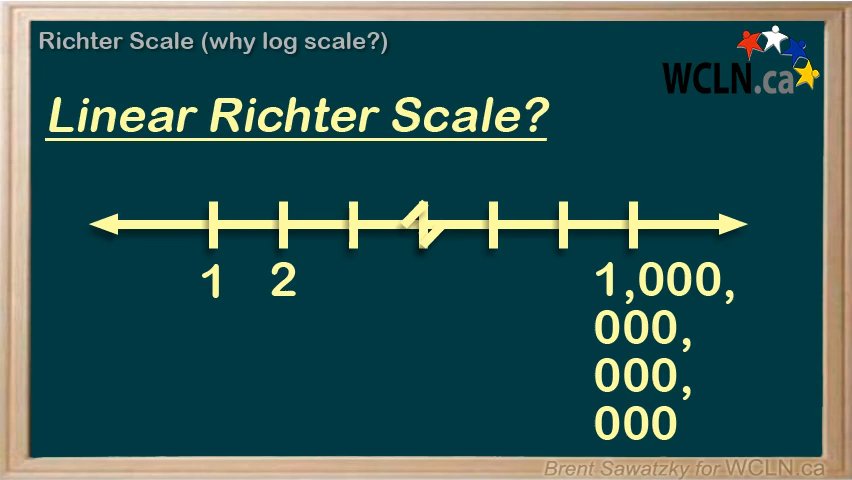 Richter Scale (why log scale?)
WCLN.ca
Linear Richter Scale?
1 2 1,000,
000,
000,
000
Brent Sawatzky for WCLN.ca